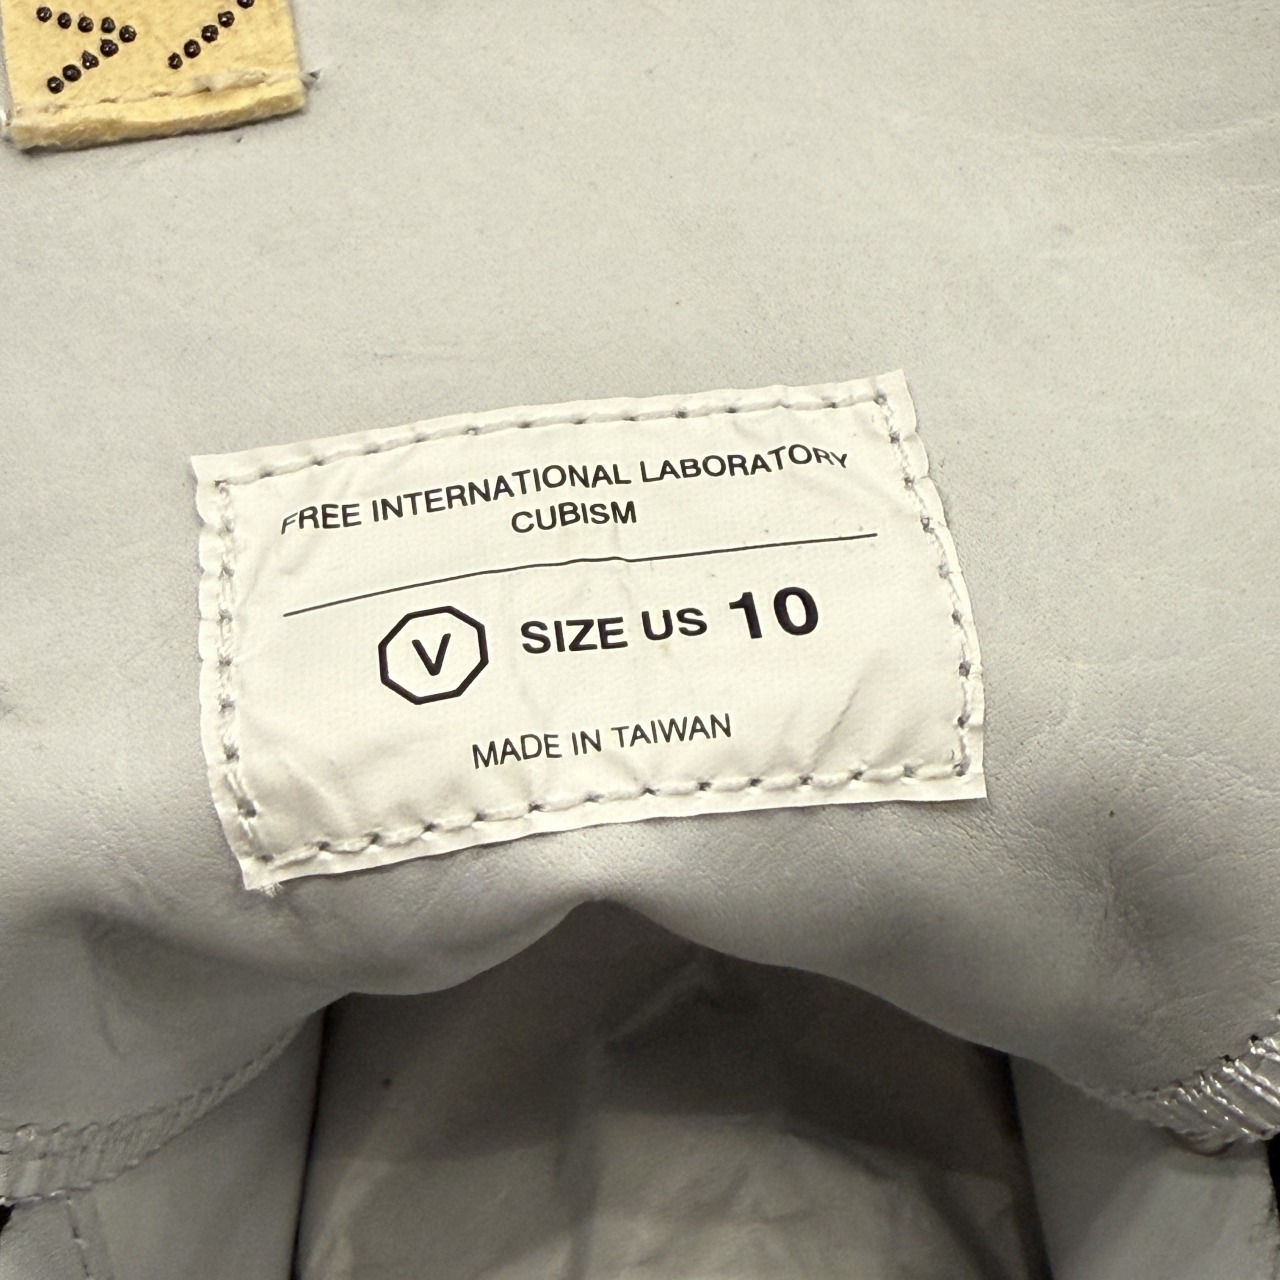 FREE INTERNATIONAL LABORATORY
CUBISM
V SIZE US 10
MADE IN TAIWAN